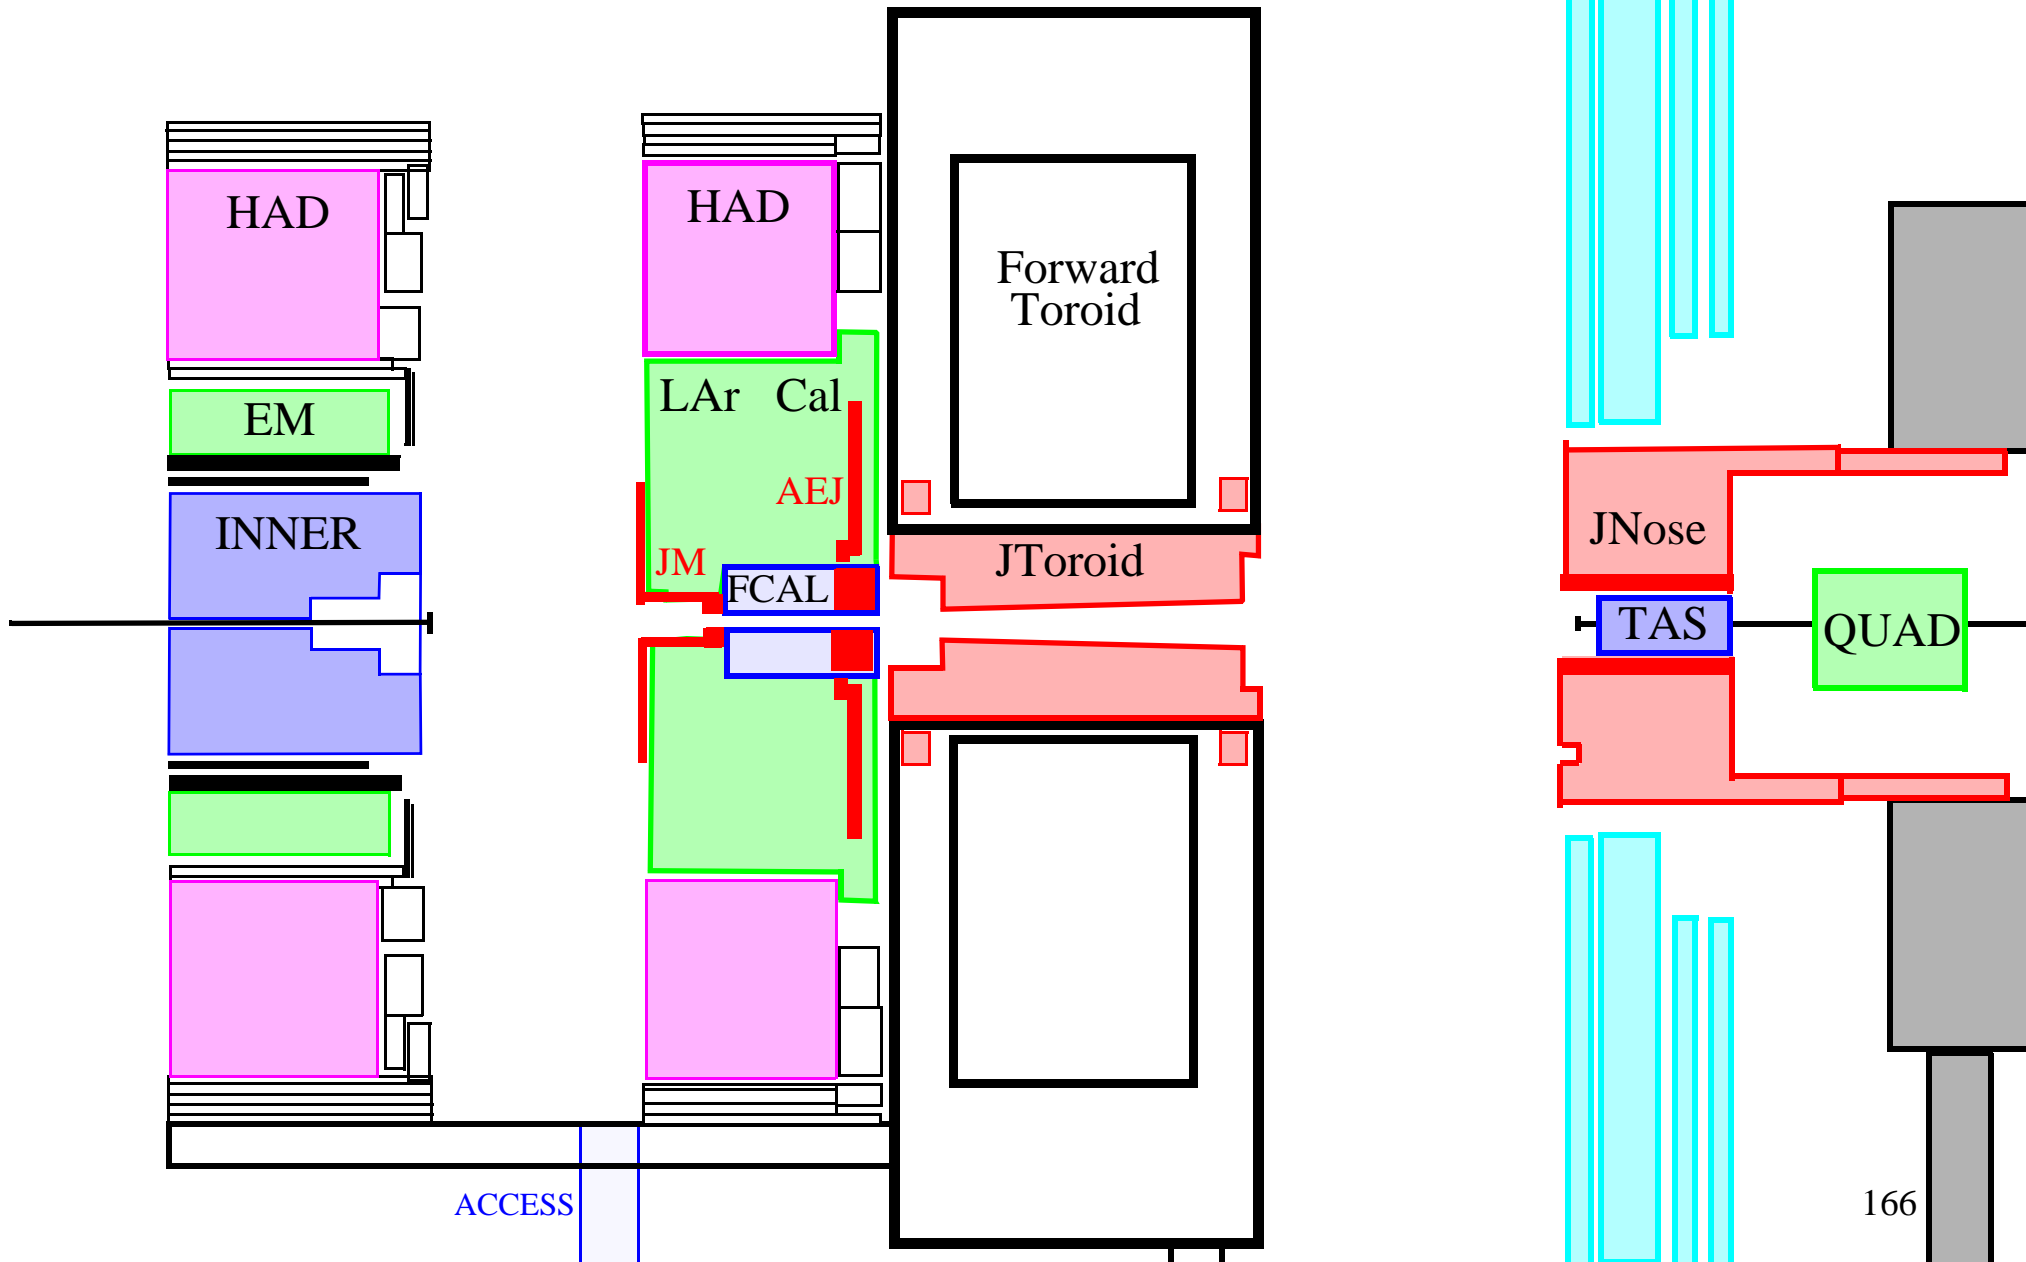 HAD
HAD
Forward
Toroid
LAr Cal
EM
AEJ
INNER
JNose
JM
JToroid
FCAL
TAS
QUAD
ACCESS
166